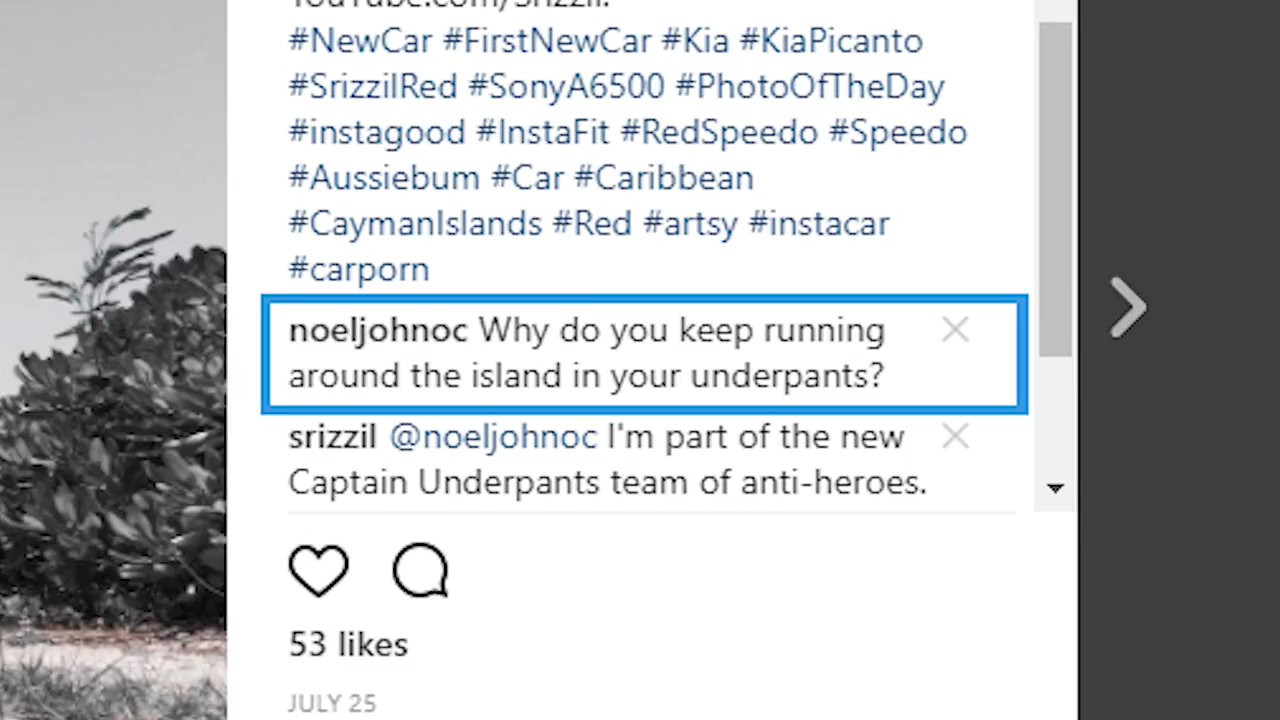 YouTube.com/Srizzil.
#NewCar #FirstNewCar #Kia #KiaPicanto
#SrizzilRed #SonyA6500 #PhotoOfTheDay
#instagood #InstaFit #RedSpeedo #Speedo
#Aussiebum #Car #Caribbean
#CaymanIslands #Red #artsy #instacar
#carporn
noeljohnoc Why do you keep running
around the island in your underpants?
srizzil @noeljohnoc I'm part of the new
Captain Underpants team of anti-heroes.
53 likes
JULY 25